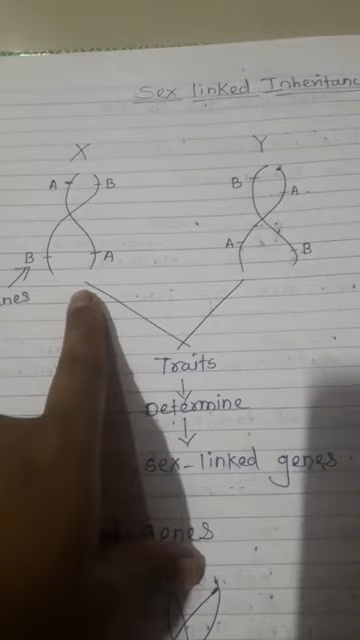 Sex linked Inheritanc
X Y
A B B A
B A A B
nes
Traits
Determine
sex-linked genes
genes